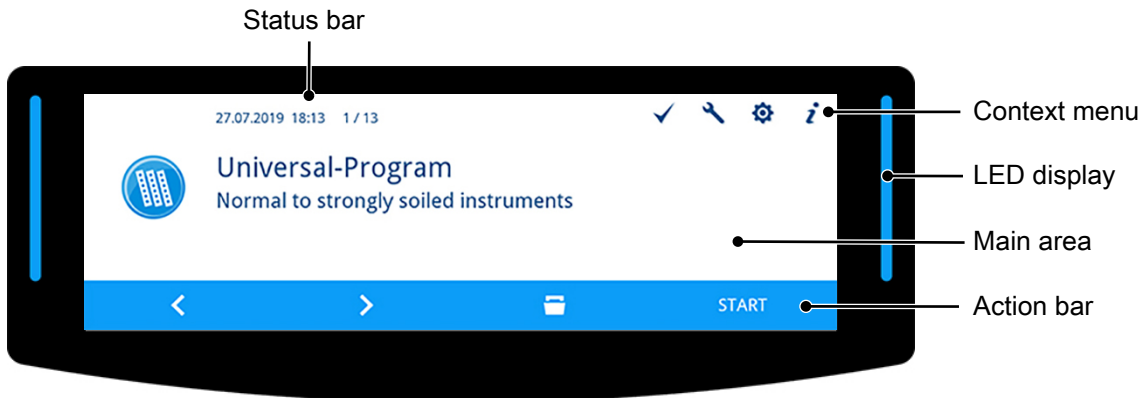 Status bar
27.07.2019 18:13 1/13
Context menu
Universal-Program
Normal to strongly soiled instruments
LED display
Main area
START
Action bar